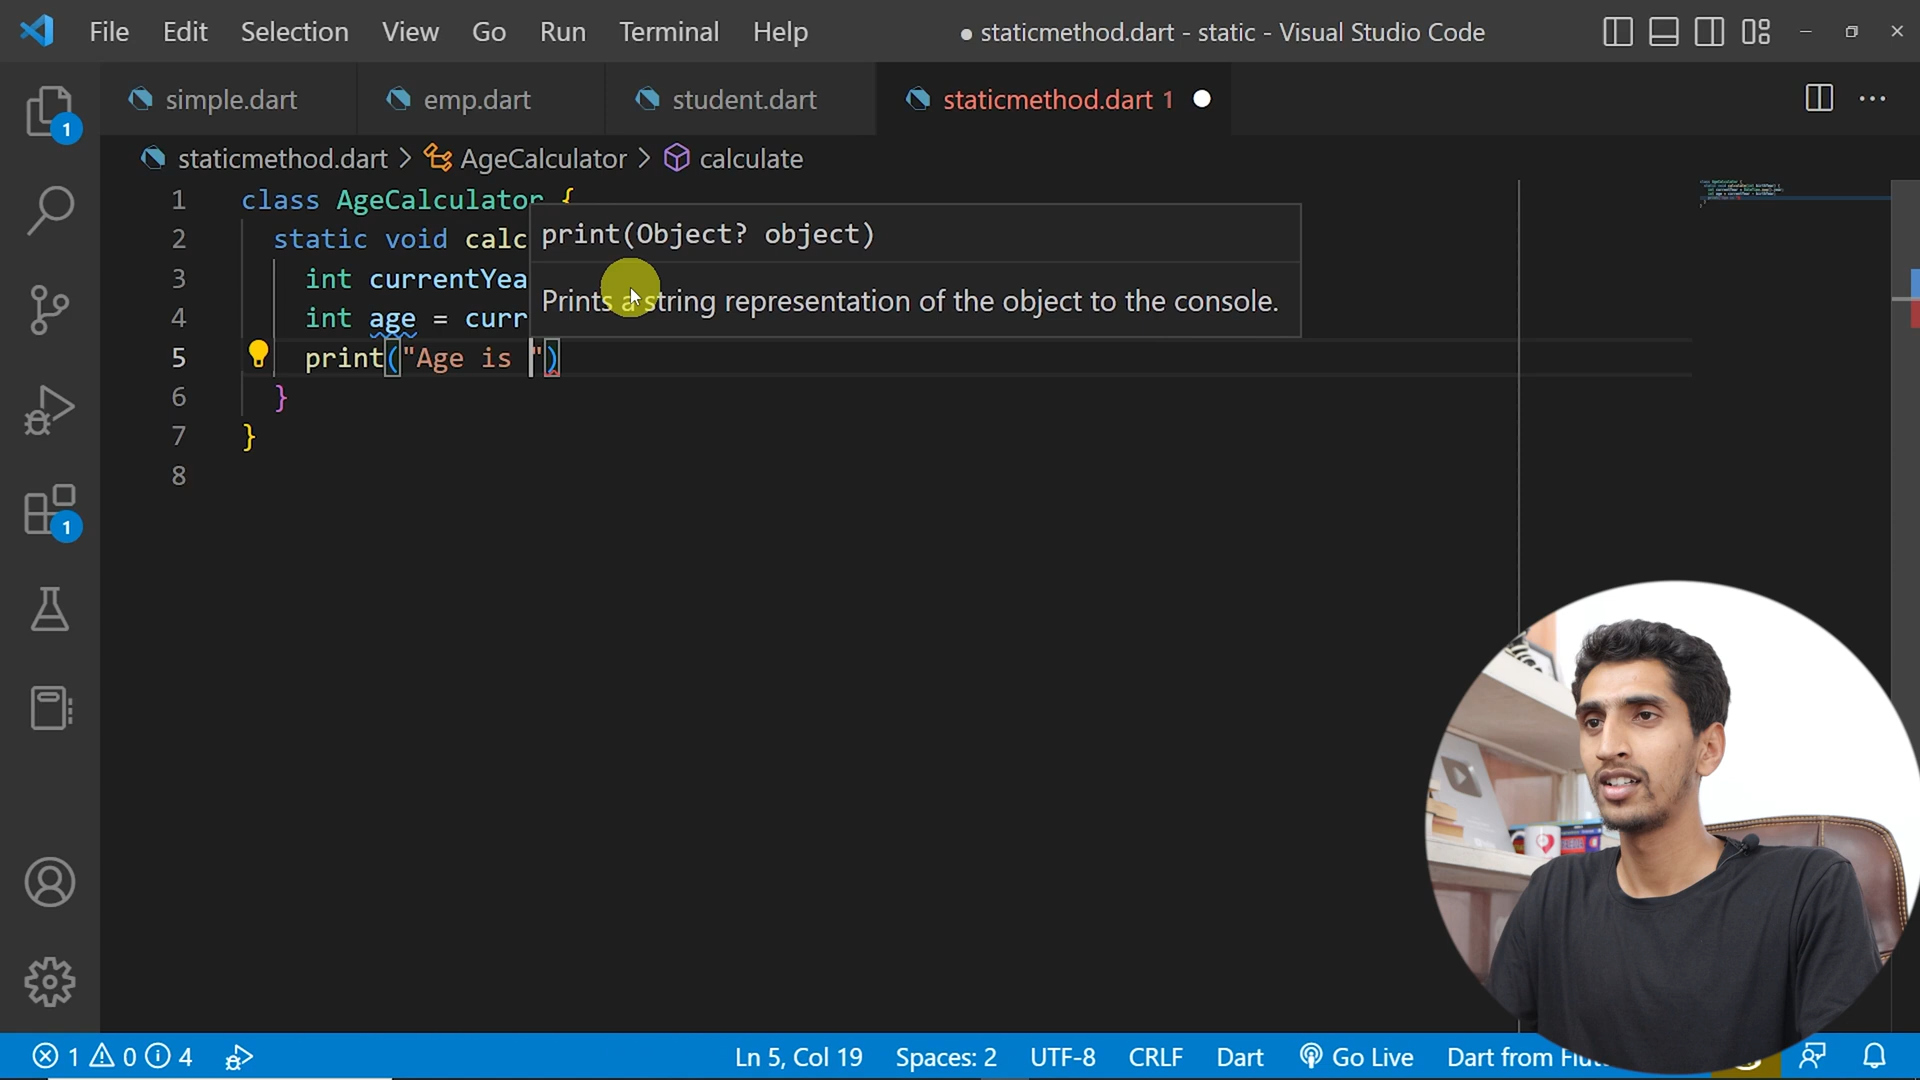 File Edit Selection View Go Run Terminal Help ● staticmethod.dart - static - Visual Studio Code
simple.dart emp.dart student.dart staticmethod.dart 1
staticmethod.dart > AgeCalculator > calculate
1 class AgeCalculator {
print(Object? object)
2 static void calc
3 int currentYea
Prints a string representation of the object to the console.
4 int age = curr
5 print("Age is ")
6 }
7 }
8
1
1
1 0 4 Ln 5, Col 19 Spaces: 2 UTF-8 CRLF Dart Go Live Dart from